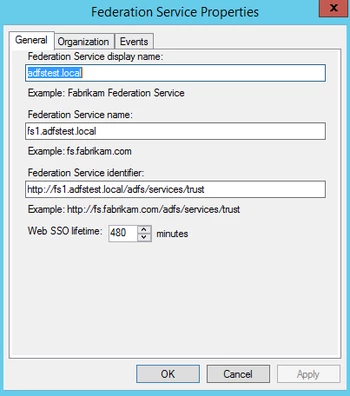 Federation Service Properties
x
General Organization Events
Federation Service display name:
adfstest.local
Example: Fabrikam Federation Service
Federation Service name:
fs1.adfstest.local
Example: fs.fabrikam.com
Federation Service identifier:
http://fs1.adfstest.local/adfs/services/trust
Example: http://fs.fabrikam.com/adfs/services/trust
Web SSO lifetime: 480 minutes
OK Cancel Apply